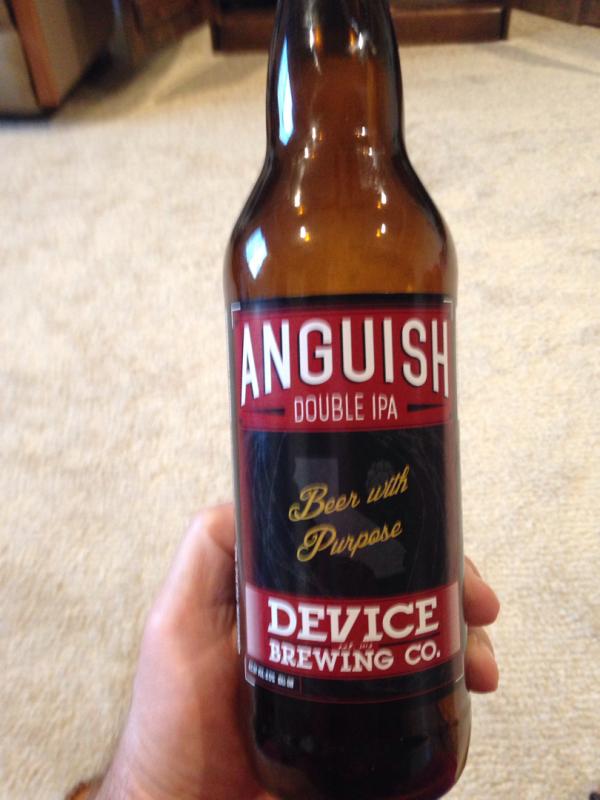 ANGUISH
DOUBLE IPA
Beer with
Purpose
DEVICE
BREWING CO.